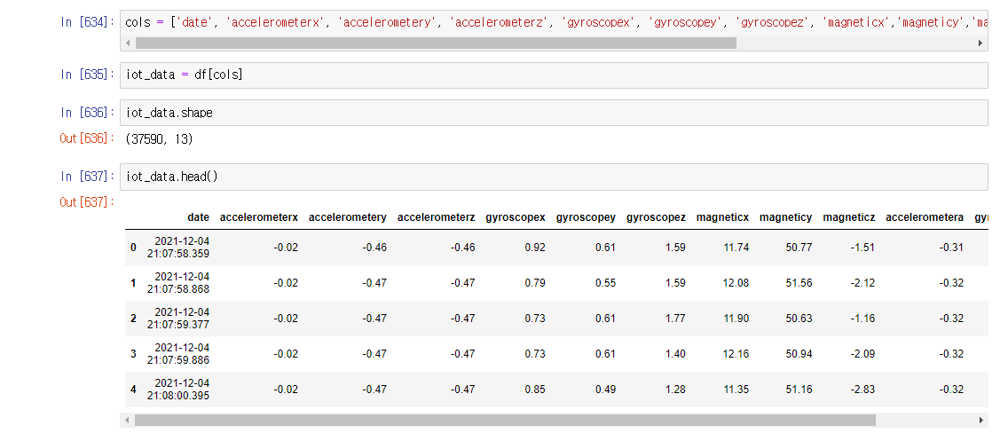 In [634]: cols = ['date', 'accelerometerx', 'accelerometery', 'accelerometerz', 'gyroscopex', 'gyroscopey', 'gyroscopez', 'magneticx','magneticy','ma
In [635]: iot_data = df[cols]
In [636]: iot_data.shape
Out[636]: (37590, 13)
In [637]: iot_data.head()
Out[637]:
date accelerometerx accelerometery accelerometerz gyroscopex gyroscopey gyroscopez magneticx magneticy magneticz accelerometera gy
0 2021-12-04 21:07:58.359 -0.02 -0.46 -0.46 0.92 0.61 1.59 11.74 50.77 -1.51 -0.31
1 2021-12-04 21:07:58.868 -0.02 -0.47 -0.47 0.79 0.55 1.59 12.08 51.56 -2.12 -0.32
2 2021-12-04 21:07:59.377 -0.02 -0.47 -0.47 0.73 0.61 1.77 11.90 50.63 -1.16 -0.32
3 2021-12-04 21:07:59.886 -0.02 -0.47 -0.47 0.73 0.61 1.40 12.16 50.94 -2.09 -0.32
4 2021-12-04 21:08:00.395 -0.02 -0.47 -0.47 0.85 0.49 1.28 11.35 51.16 -2.83 -0.32